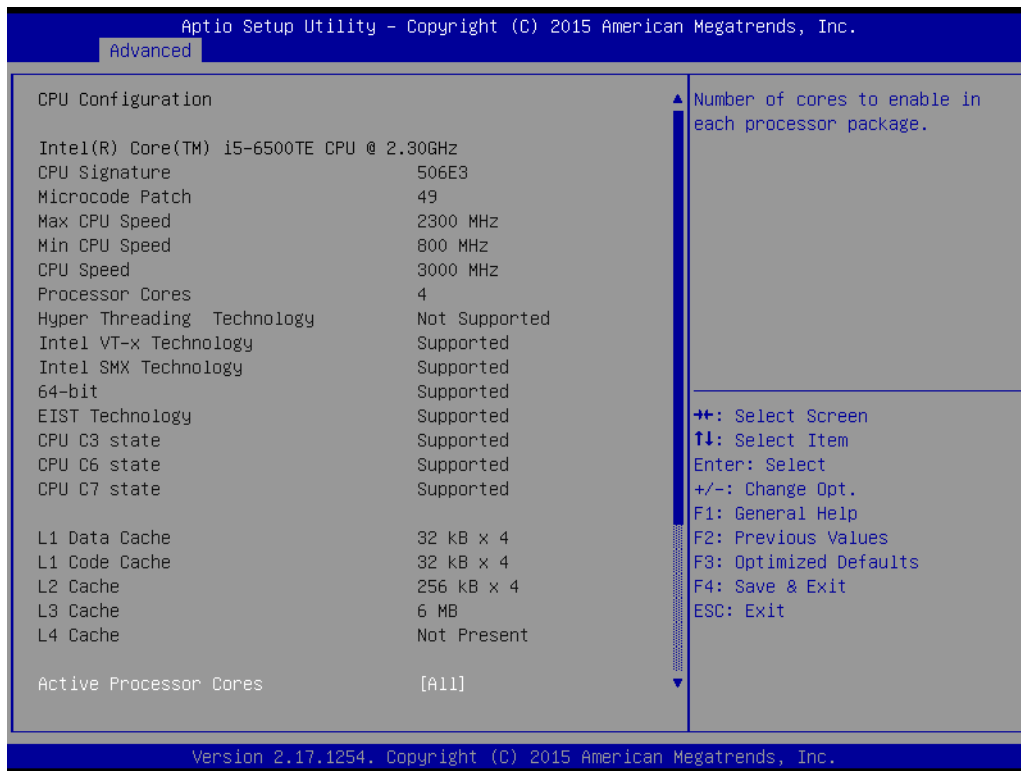 Aptio Setup Utility – Copyright (C) 2015 American Megatrends, Inc.
Advanced
CPU Configuration
Intel(R) Core(TM) i5-6500TE CPU @ 2.30GHz
CPU Signature 506E3
Microcode Patch 49
Max CPU Speed 2300 MHz
Min CPU Speed 800 MHz
CPU Speed 3000 MHz
Processor Cores 4
Hyper Threading Technology Not Supported
Intel VT-x Technology Supported
Intel SMX Technology Supported
64-bit Supported
EIST Technology Supported
CPU C3 state Supported
CPU C6 state Supported
CPU C7 state Supported
L1 Data Cache 32 kB x 4
L1 Code Cache 32 kB x 4
L2 Cache 256 kB x 4
L3 Cache 6 MB
L4 Cache Not Present
Active Processor Cores [All]
Number of cores to enable in
each processor package.
→←: Select Screen
↑↓: Select Item
Enter: Select
+/-: Change Opt.
F1: General Help
F2: Previous Values
F3: Optimized Defaults
F4: Save & Exit
ESC: Exit
Version 2.17.1254. Copyright (C) 2015 American Megatrends, Inc.